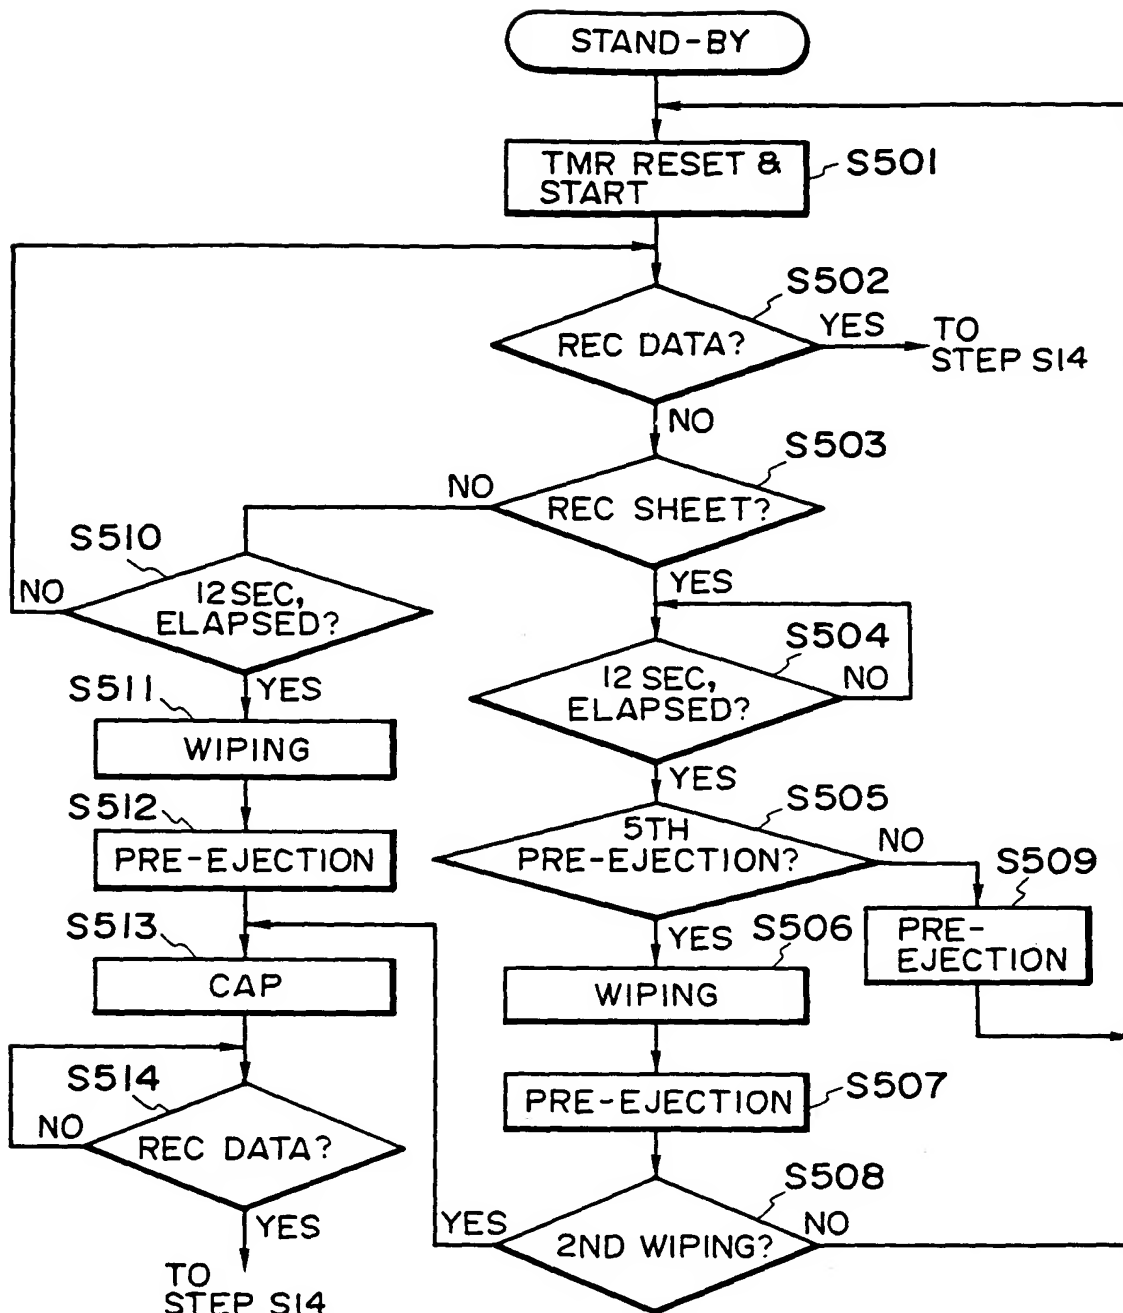 STAND-BY
TMR RESET &
START
S501
S502
REC DATA?
YES
TO
STEP S14
NO
S503
NO
REC SHEET?
S510
YES
NO
12SEC,
ELAPSED?
S504
12 SEC,
ELAPSED?
NO
S511
YES
WIPING
YES
S505
S512
5TH
PRE-EJECTION?
NO
PRE-EJECTION
S509
S513
YES
S506
PRE-
EJECTION
CAP
WIPING
S514
S507
PRE-EJECTION
NO
REC DATA?
S508
YES
YES
NO
2ND WIPING?
TO
STEP S14